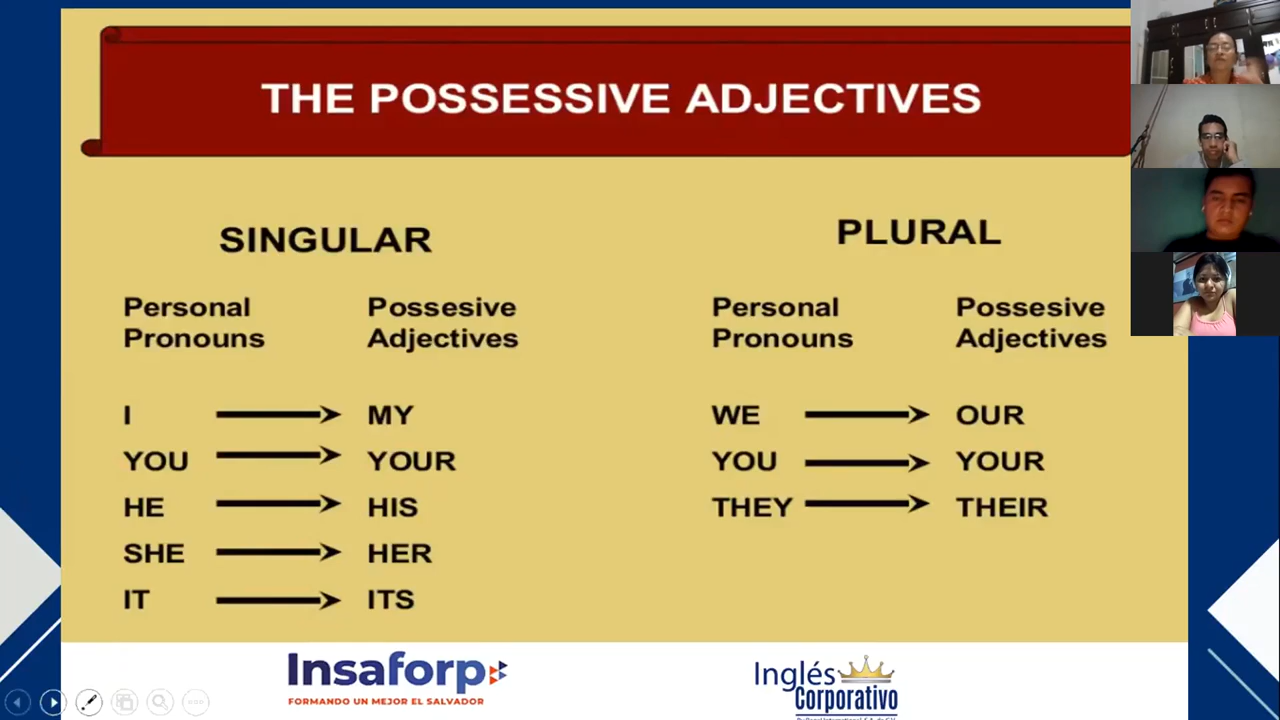 THE POSSESSIVE ADJECTIVES
SINGULAR
PLURAL
Personal Pronouns
Possesive Adjectives
Personal Pronouns
Possesive Adjectives
I MY
YOU YOUR
HE HIS
SHE HER
IT ITS
WE OUR
YOU YOUR
THEY THEIR
Insaforp
FORMANDO UN MEJOR EL SALVADOR
Inglés
Corporativo